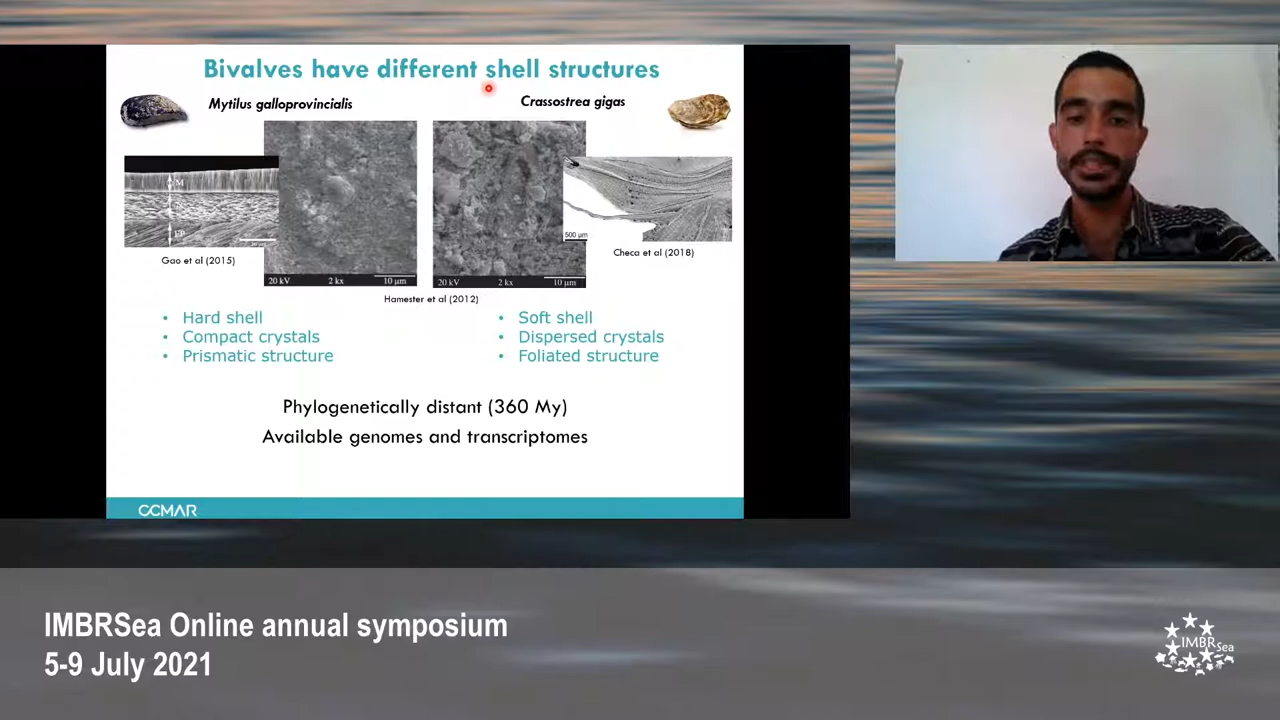 Bivalves have different shell structures
Mytilus galloprovincialis
Crassostrea gigas
M
FP
500 µm
Gao et al (2015)
Checa et al (2018)
20 kV 2 kx 10 µm
20 kV 2 kx 10 µm
Hamester et al (2012)
• Hard shell
• Compact crystals
• Prismatic structure
• Soft shell
• Dispersed crystals
• Foliated structure
Phylogenetically distant (360 My)
Available genomes and transcriptomes
CCMAR
IMBRSea Online annual symposium
5-9 July 2021
IMBRSea